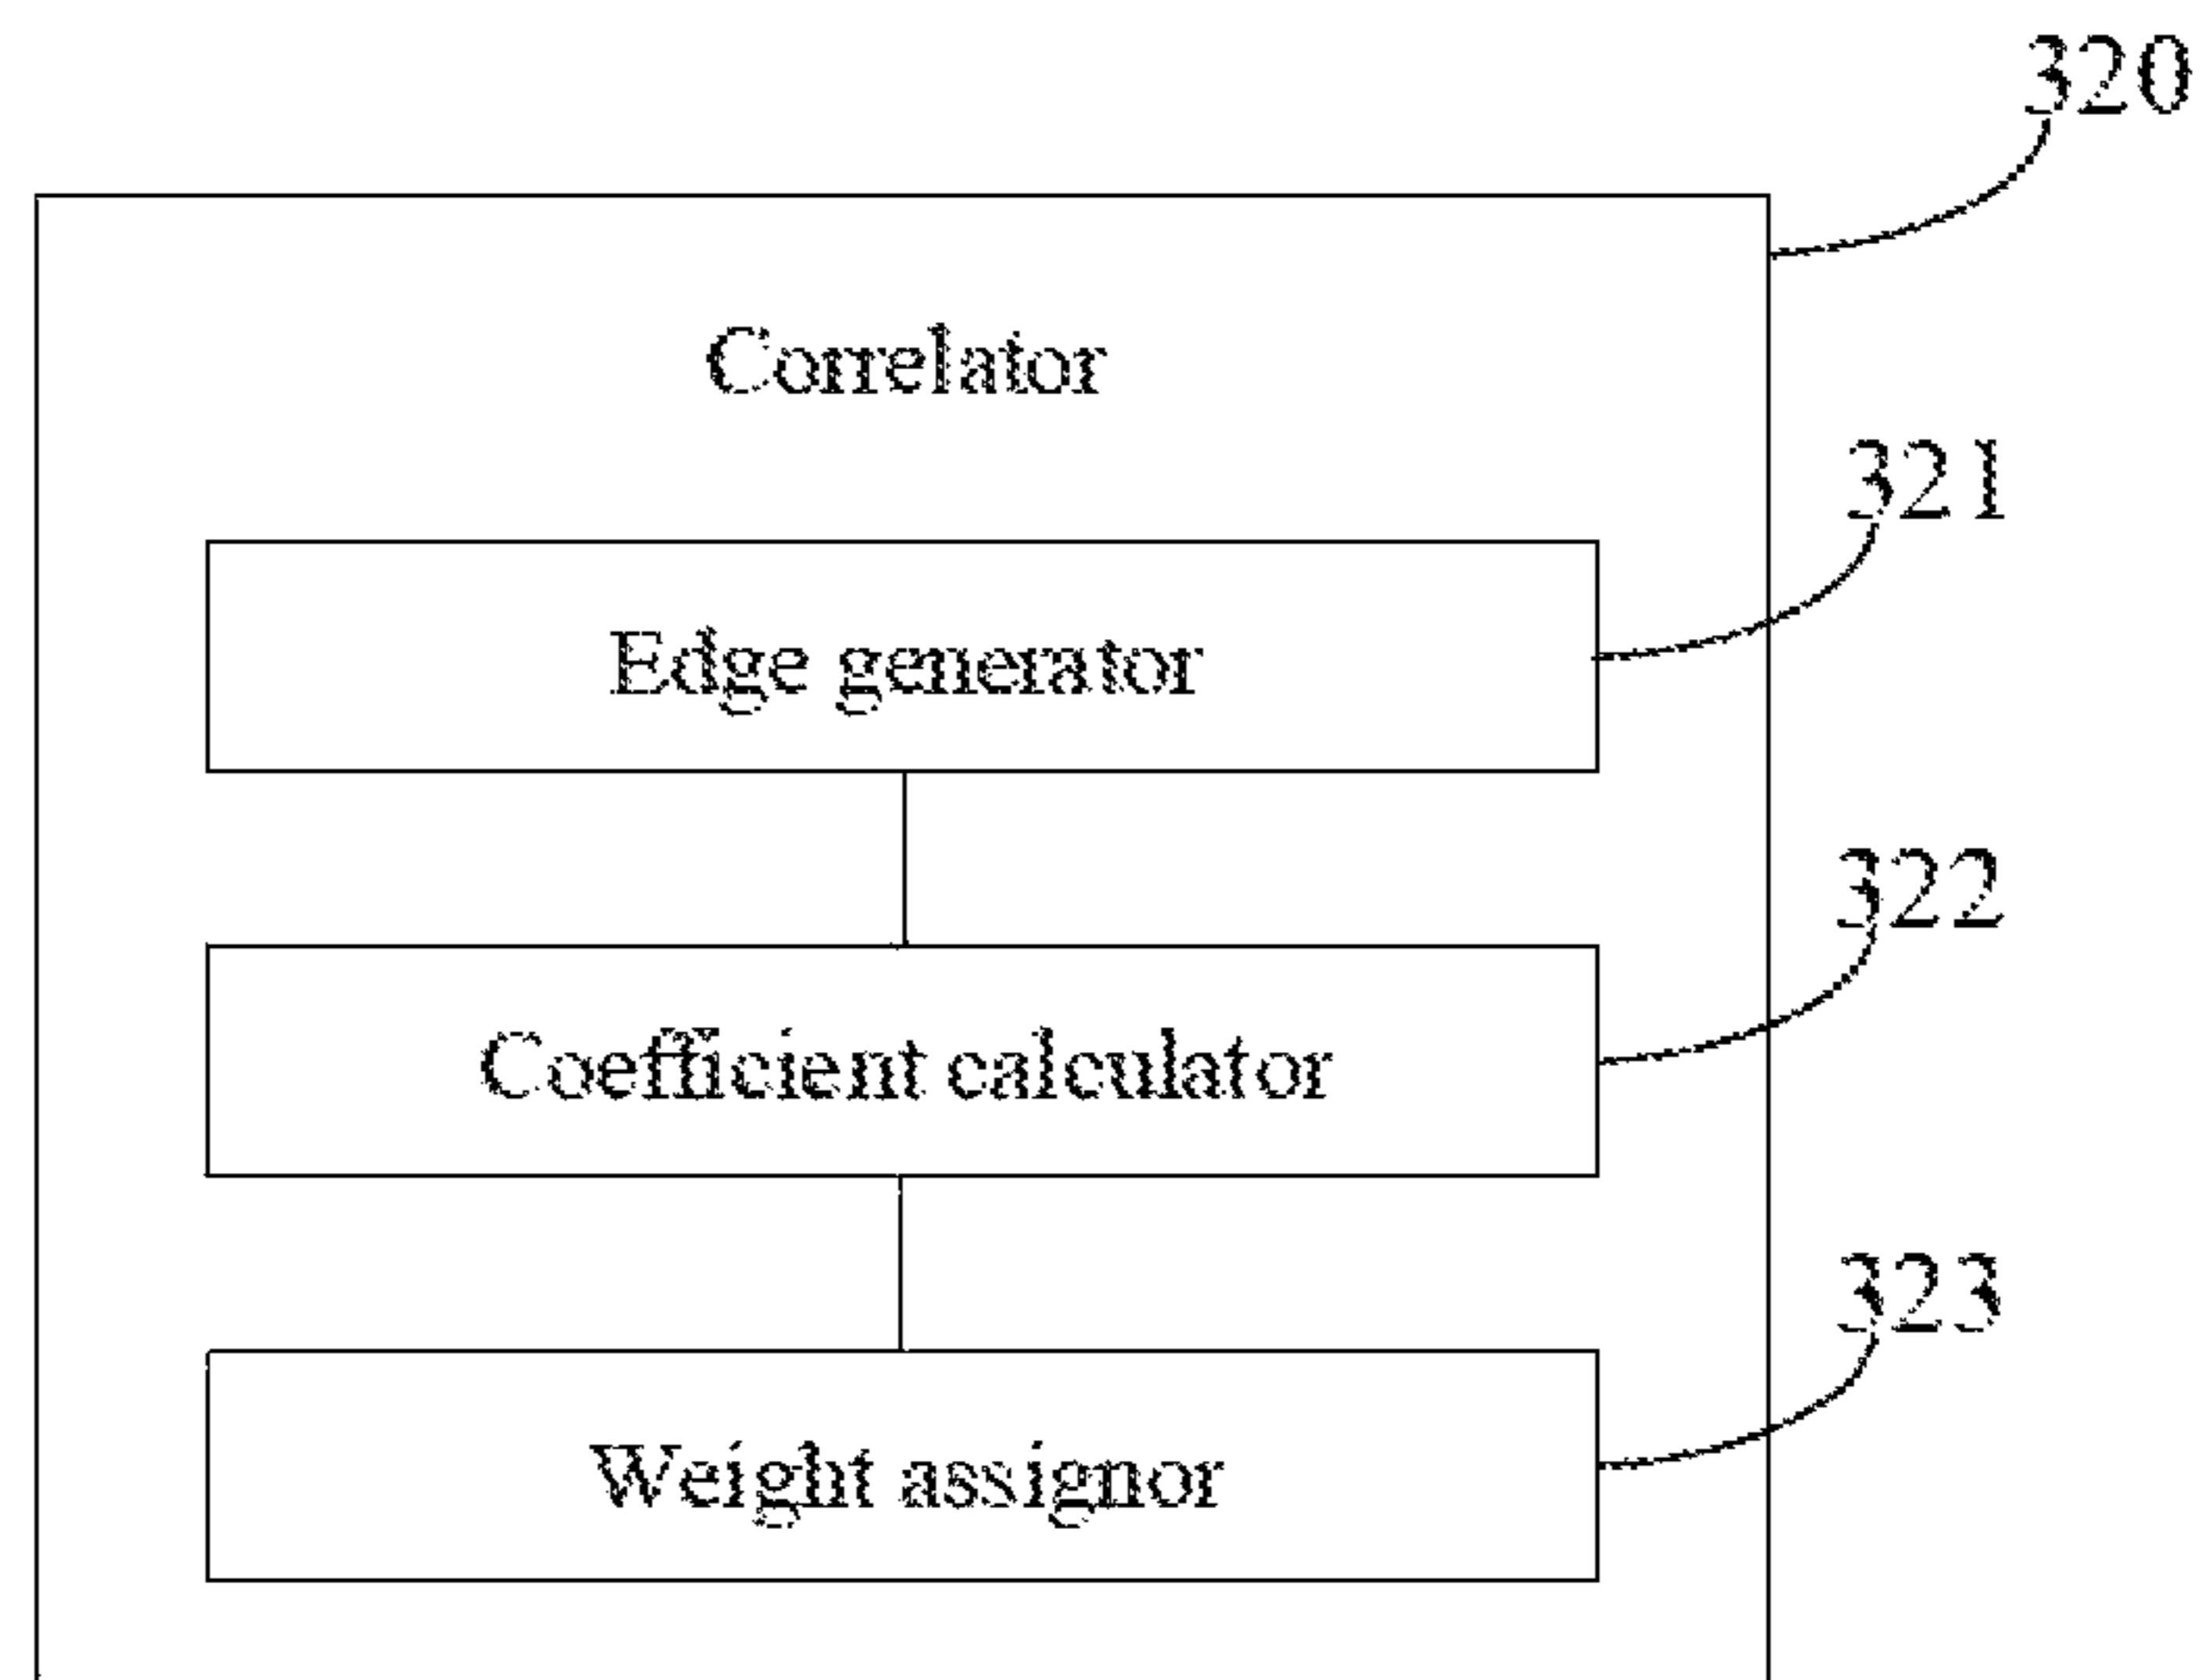 320
Correlator
321
Edge generator
322
Coefficient calculator
323
Weight assignor